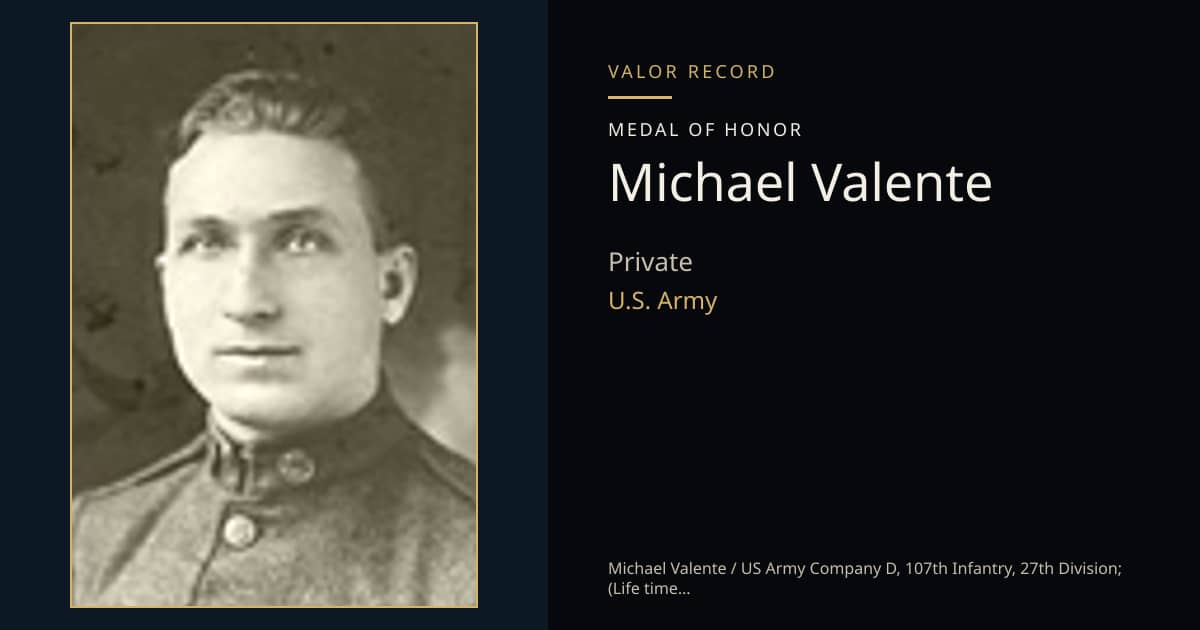 VALOR RECORD
MEDAL OF HONOR
Michael Valente
Private
U.S. Army
Michael Valente / US Army Company D, 107th Infantry, 27th Division;
(Life time...